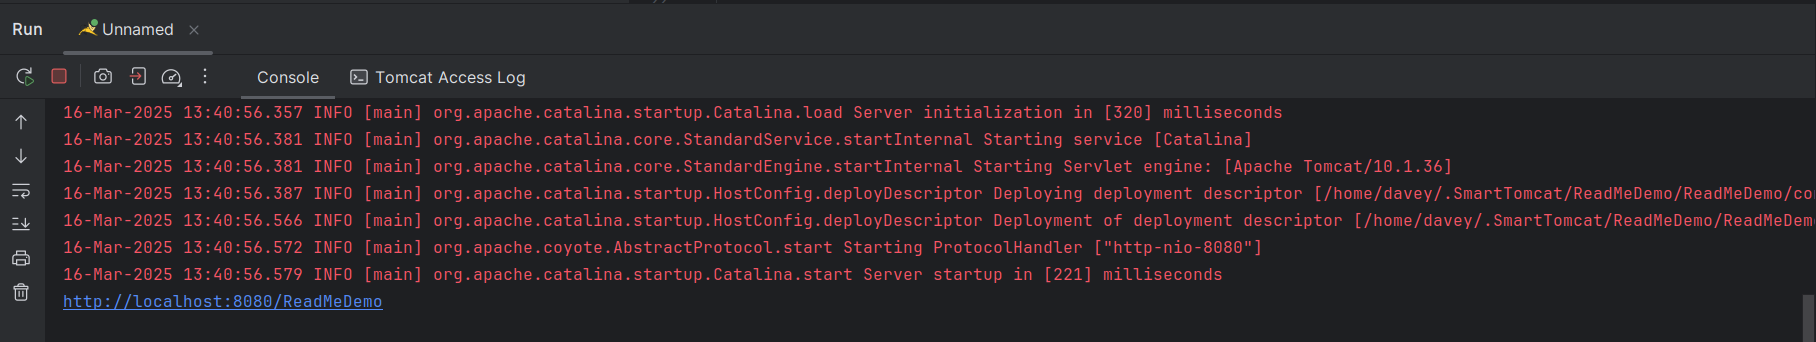 Run Unnamed
Console Tomcat Access Log
16-Mar-2025 13:40:56.357 INFO [main] org.apache.catalina.startup.Catalina.load Server initialization in [320] milliseconds
16-Mar-2025 13:40:56.381 INFO [main] org.apache.catalina.core.StandardService.startInternal Starting service [Catalina]
16-Mar-2025 13:40:56.381 INFO [main] org.apache.catalina.core.StandardEngine.startInternal Starting Servlet engine: [Apache Tomcat/10.1.36]
16-Mar-2025 13:40:56.387 INFO [main] org.apache.catalina.startup.HostConfig.deployDescriptor Deploying deployment descriptor [/home/davey/.SmartTomcat/ReadMeDemo/ReadMeDemo/co
16-Mar-2025 13:40:56.566 INFO [main] org.apache.catalina.startup.HostConfig.deployDescriptor Deployment of deployment descriptor [/home/davey/.SmartTomcat/ReadMeDemo/ReadMeDem
16-Mar-2025 13:40:56.572 INFO [main] org.apache.coyote.AbstractProtocol.start Starting ProtocolHandler ["http-nio-8080"]
16-Mar-2025 13:40:56.579 INFO [main] org.apache.catalina.startup.Catalina.start Server startup in [221] milliseconds
http://localhost:8080/ReadMeDemo